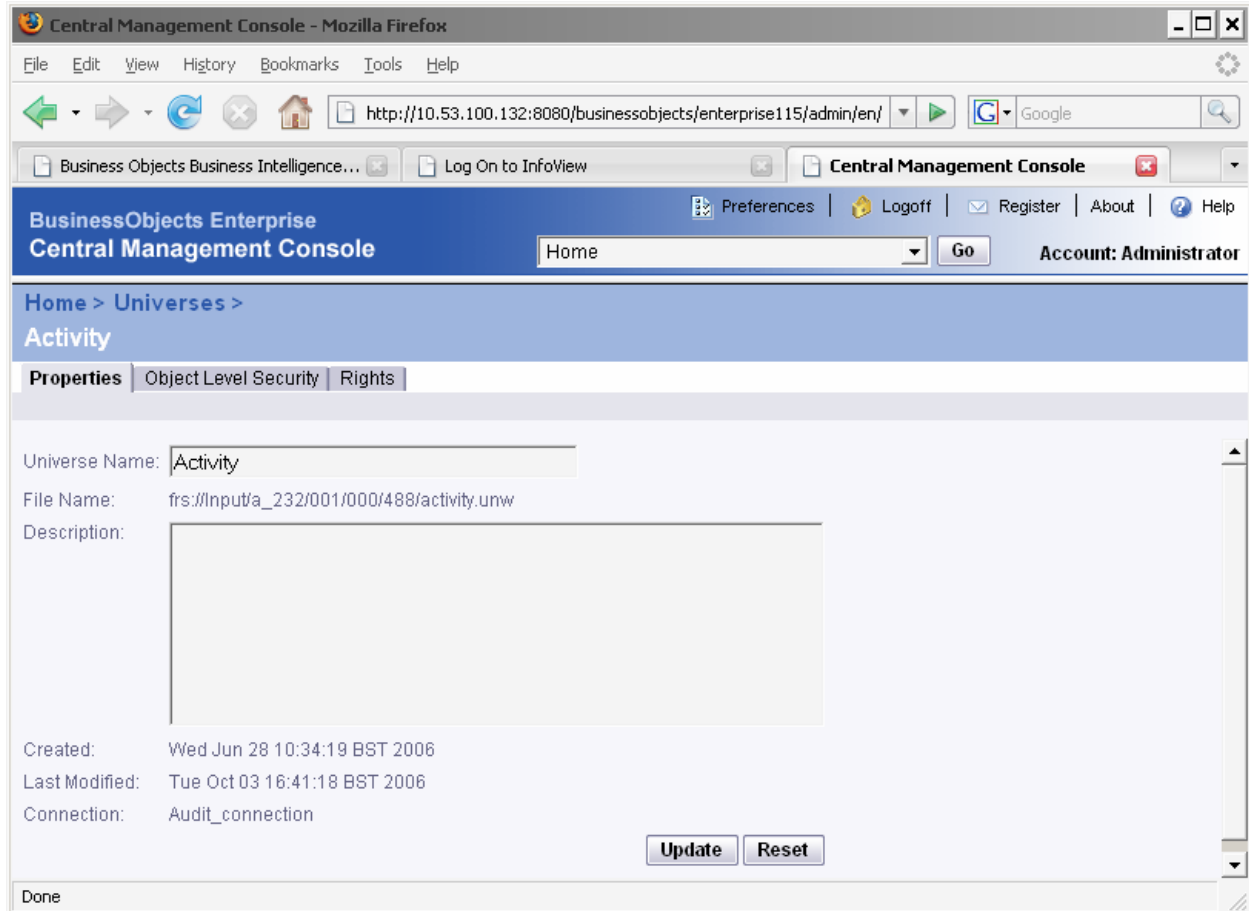 Central Management Console - Mozilla Firefox
File Edit View History Bookmarks Tools Help
http://10.53.100.132:8080/businessobjects/enterprise115/admin/en/ G Google
Business Objects Business Intelligence... Log On to InfoView Central Management Console
Preferences Logoff Register About Help
BusinessObjects Enterprise
Central Management Console
Home Go Account: Administrator
Home > Universes >
Activity
Properties Object Level Security Rights
Universe Name: Activity
File Name: frs://Input/a_232/001/000/488/activity.unw
Description:
Created: Wed Jun 28 10:34:19 BST 2006
Last Modified: Tue Oct 03 16:41:18 BST 2006
Connection: Audit_connection
Update Reset
Done